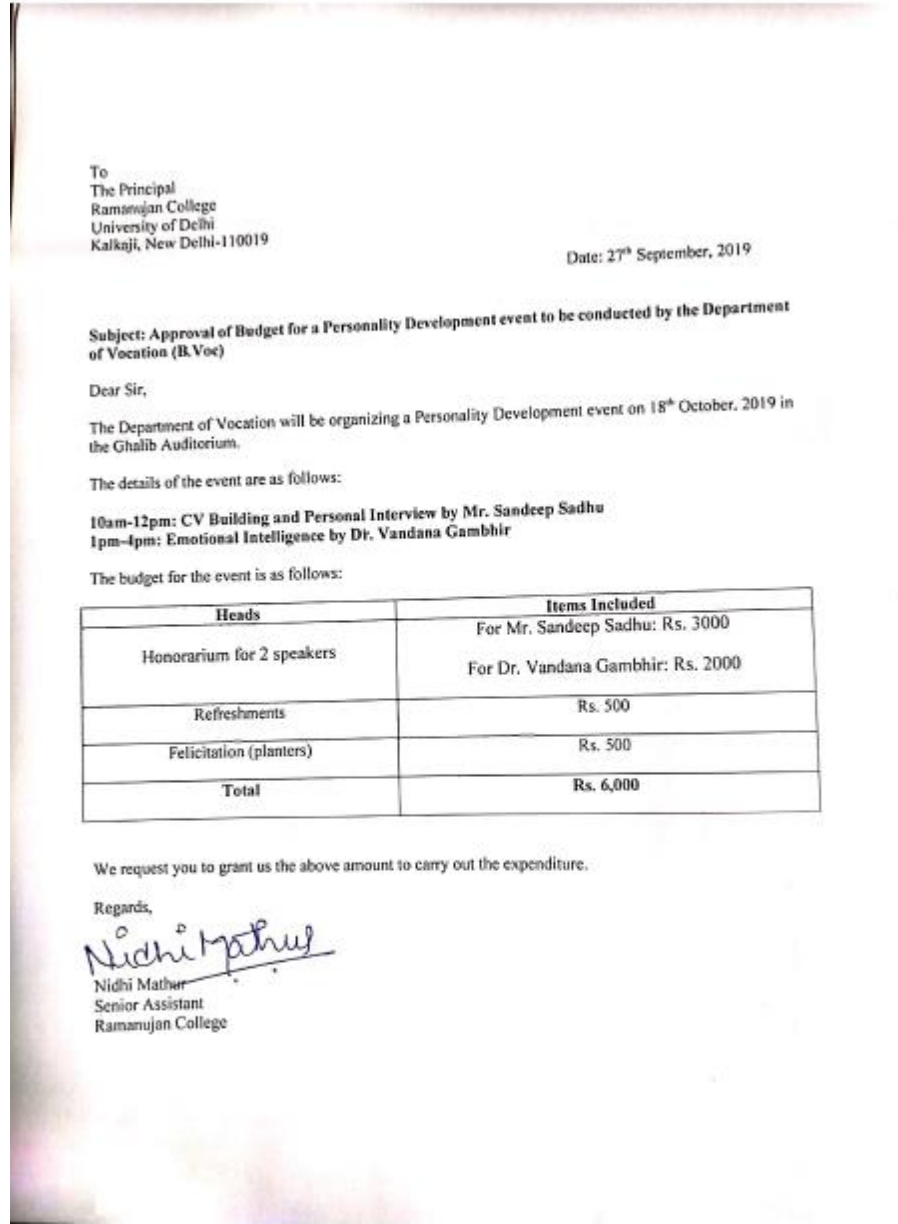 To
The Principal
Ramanujan College
University of Delhi
Kalkaji, New Delhi-110019
Date: 27th September, 2019
Subject: Approval of Budget for a Personality Development event to be conducted by the Department
of Vocation (B.Voc)
Dear Sir,
The Department of Vocation will be organizing a Personality Development event on 18th October, 2019 in
the Ghalib Auditorium.
The details of the event are as follows:
10am-12pm: CV Building and Personal Interview by Mr. Sandeep Sadhu
1pm-4pm: Emotional Intelligence by Dr. Vandana Gambhir
The budget for the event is as follows:
Heads Items Included
Honorarium for 2 speakers For Mr. Sandeep Sadhu: Rs. 3000
For Dr. Vandana Gambhir: Rs. 2000
Refreshments Rs. 500
Felicitation (planters) Rs. 500
Total Rs. 6,000
We request you to grant us the above amount to carry out the expenditure.
Regards,
Nidhi Mathur
Nidhi Mathur
Senior Assistant
Ramanujan College